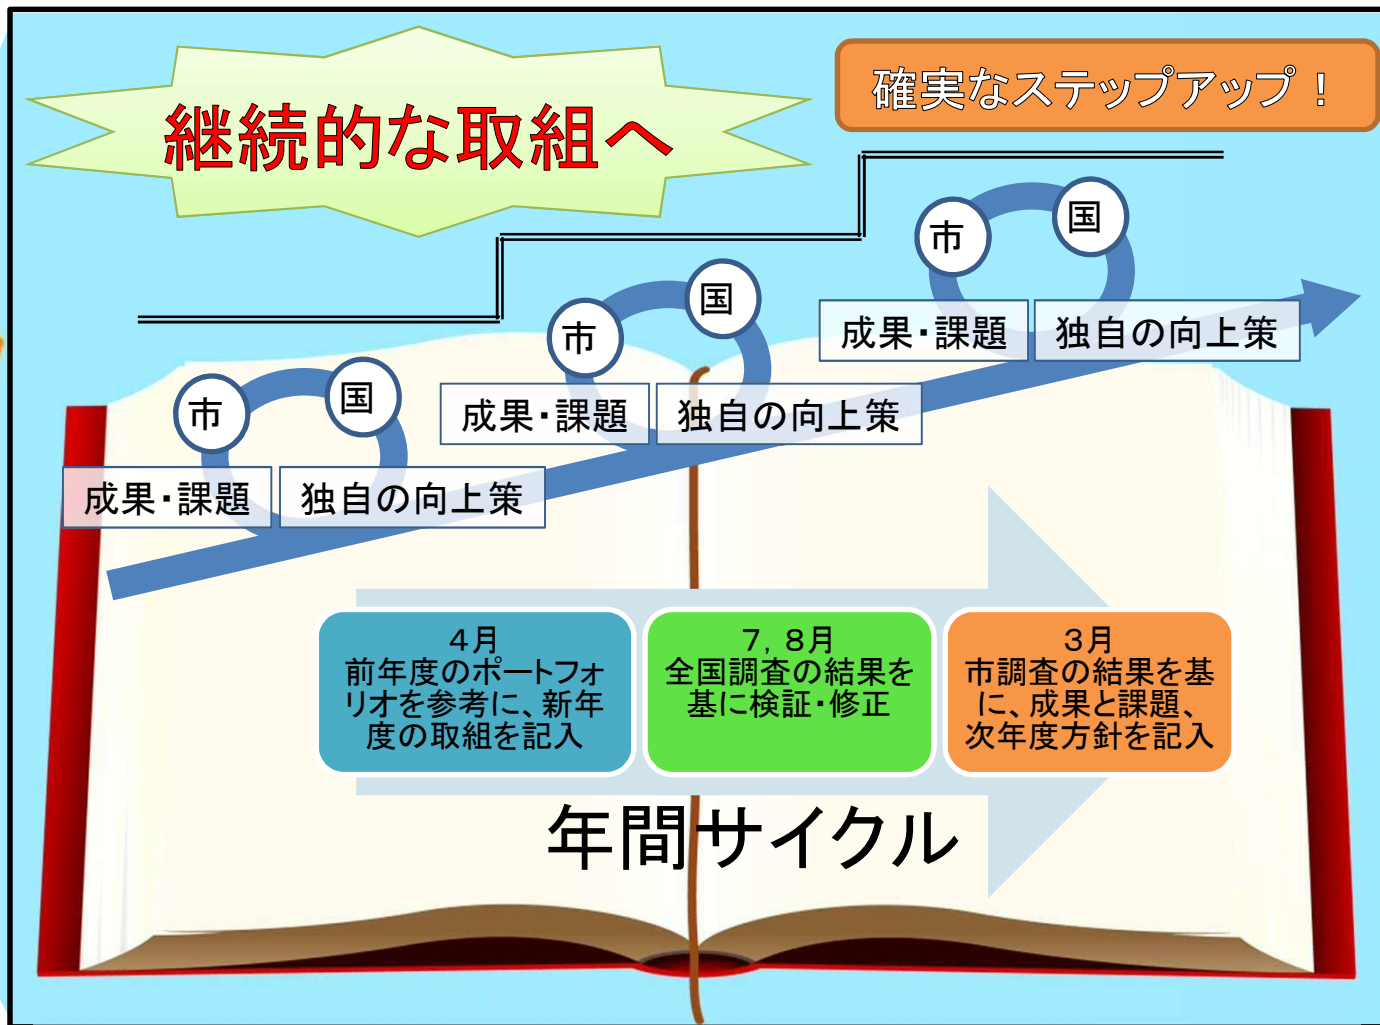 継続的な取組へ
確実なステップアップ！
市
国
成果・課題
独自の向上策
市
国
成果・課題
独自の向上策
市
国
成果・課題
独自の向上策
４月
前年度のポートフォ
リオを参考に、新年
度の取組を記入
７，８月
全国調査の結果を
基に検証・修正
３月
市調査の結果を基
に、成果と課題、
次年度方針を記入
年間サイクル